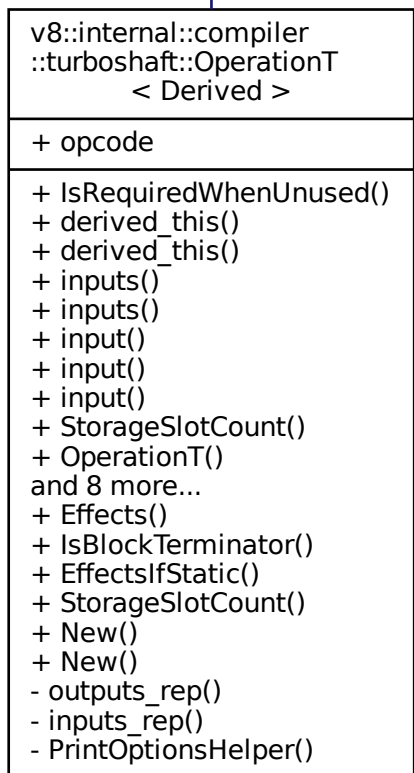 v8::internal::compiler
::turboshaft::OperationT
< Derived >
+ opcode
+ IsRequiredWhenUnused()
+ derived_this()
+ derived_this()
+ inputs()
+ inputs()
+ input()
+ input()
+ input()
+ StorageSlotCount()
+ OperationT()
and 8 more...
+ Effects()
+ IsBlockTerminator()
+ EffectsIfStatic()
+ StorageSlotCount()
+ New()
+ New()
- outputs_rep()
- inputs_rep()
- PrintOptionsHelper()